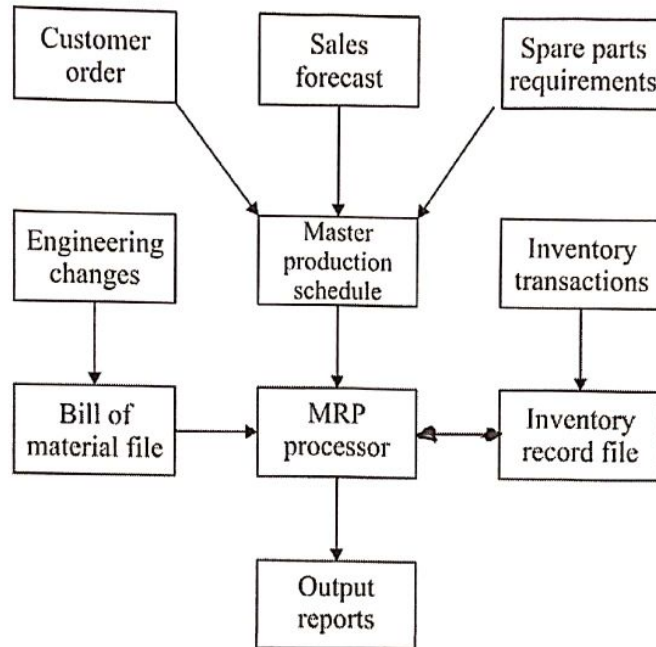 Customer
order
Sales
forecast
Spare parts
requirements
Engineering
changes
Master
production
schedule
Inventory
transactions
Bill of
material file
MRP
processor
Inventory
record file
Output
reports